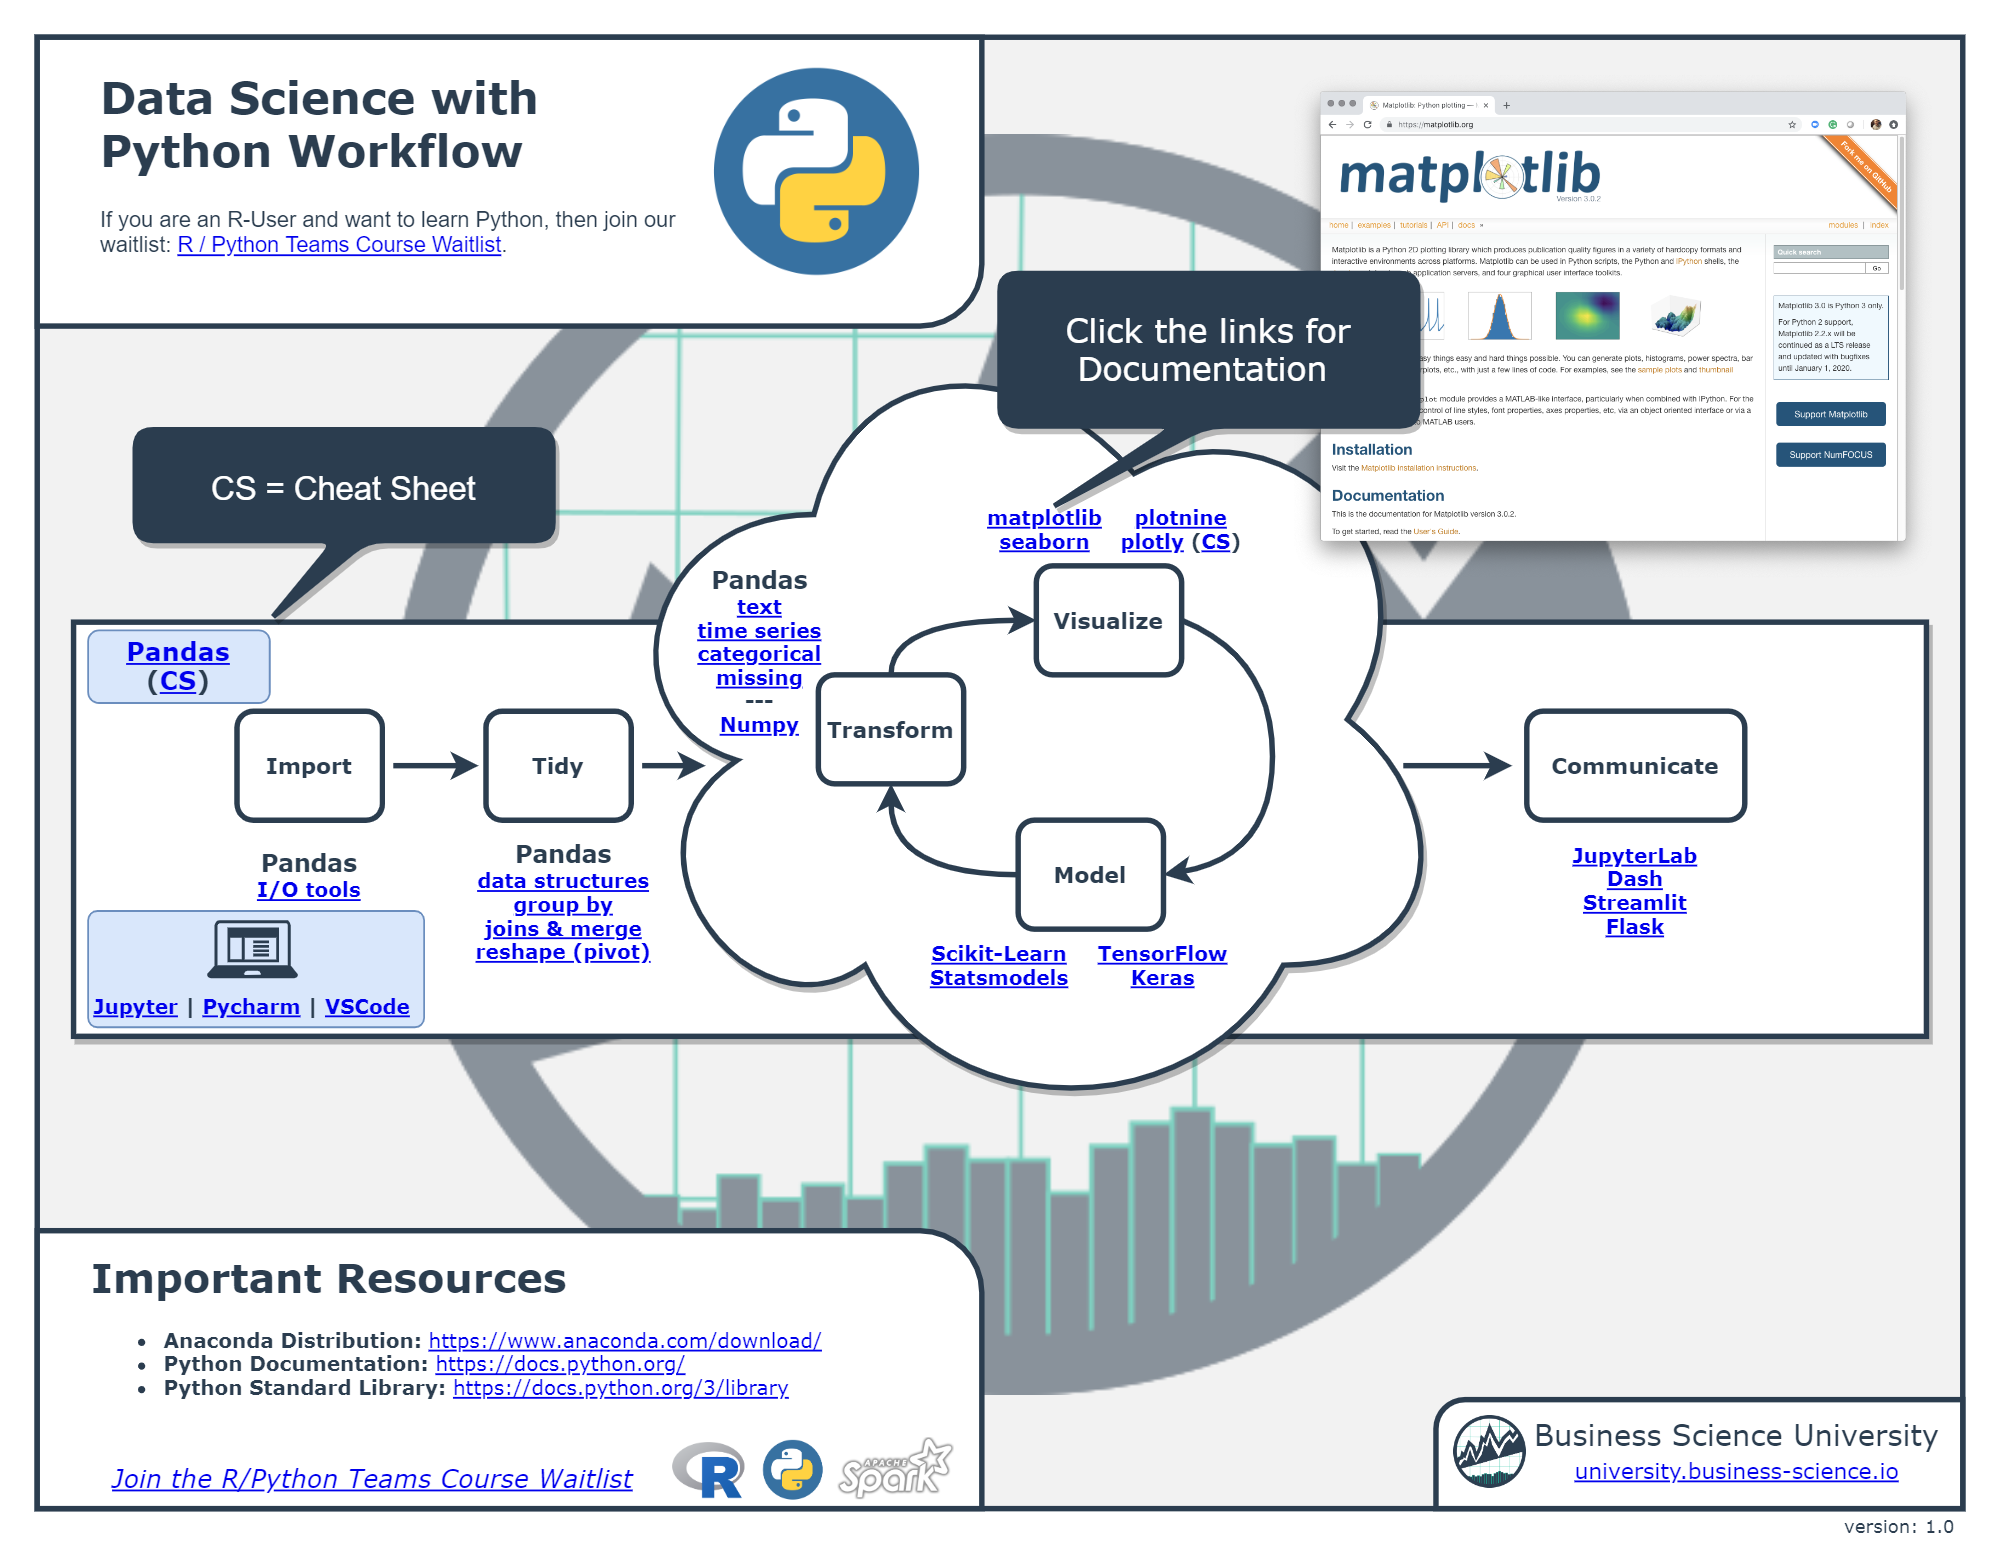 Data Science with
Python Workflow
If you are an R-User and want to learn Python, then join our
waitlist: R / Python Teams Course Waitlist.
Matplotlib: Python plotting —
https://matplotlib.org
Fork me on GitHub
matplotlib
Version 3.0.2
home | examples | tutorials | API | docs »
modules | index
Matplotlib is a Python 2D plotting library which produces publication quality figures in a variety of hardcopy formats and
interactive environments across platforms. Matplotlib can be used in Python scripts, the Python and IPython shells, the
application servers, and four graphical user interface toolkits.
Quick search
Go
Matplotlib 3.0 is Python 3 only.
For Python 2 support,
Matplotlib 2.2.x will be
continued as a LTS release
and updated with bugfixes
until January 1, 2020.
easy things easy and hard things possible. You can generate plots, histograms, power spectra, bar
plots, etc., with just a few lines of code. For examples, see the sample plots and thumbnail
module provides a MATLAB-like interface, particularly when combined with IPython. For the
control of line styles, font properties, axes properties, etc, via an object oriented interface or via a
MATLAB users.
Support Matplotlib
Support NumFOCUS
Installation
Visit the Matplotlib installation instructions.
Documentation
This is the documentation for Matplotlib version 3.0.2.
To get started, read the User's Guide.
Click the links for
Documentation
CS = Cheat Sheet
matplotlib plotnine
seaborn plotly (CS)
Pandas
text
time series
categorical
missing
---
Numpy
Visualize
Transform
Model
Scikit-Learn TensorFlow
Statsmodels Keras
Pandas
(CS)
Import
Tidy
Communicate
Pandas
I/O tools
Pandas
data structures
group by
joins & merge
reshape (pivot)
Jupyter | Pycharm | VSCode
JupyterLab
Dash
Streamlit
Flask
Important Resources
• Anaconda Distribution: https://www.anaconda.com/download/
• Python Documentation: https://docs.python.org/
• Python Standard Library: https://docs.python.org/3/library
Join the R/Python Teams Course Waitlist
R
APACHE
Spark
Business Science University
university.business-science.io
version: 1.0